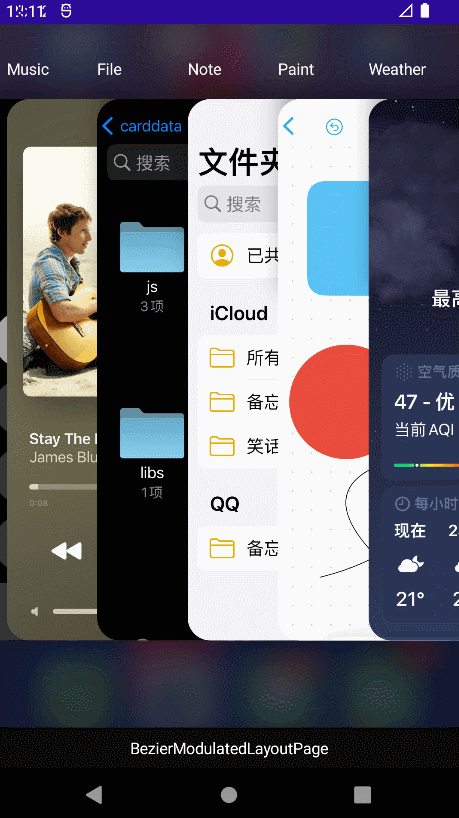 Music File Note Paint Weather
Stay The
James Blu
0:08
carddata
搜索
js
3项
libs
1项
文件夹
搜索
已共
iCloud
所有
备忘
笑话
QQ
备忘
最高
空气质
47 - 优
当前 AQI
每小时
现在 2
21° 2
BezierModulatedLayoutPage